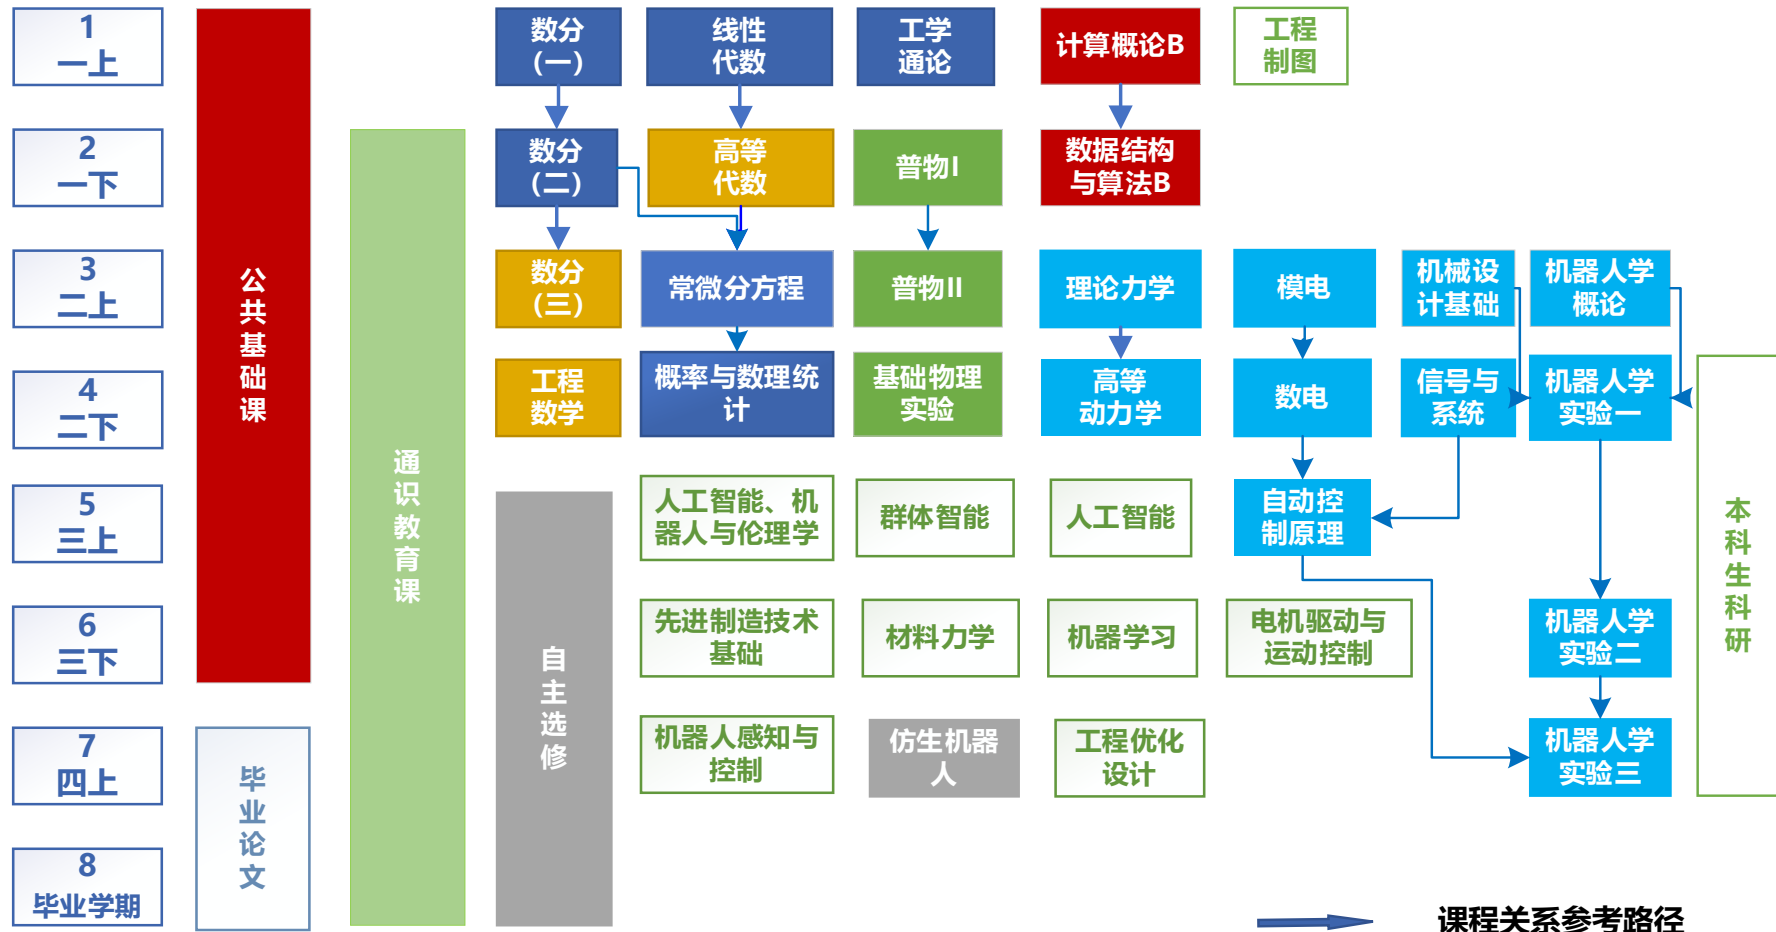 1
一上
数分
（一）
线性
代数
工学
通论
计算概论B
工程
制图
2
一下
数分
（二）
高等
代数
普物I
数据结构
与算法B
3
二上
数分
（三）
常微分方程
普物II
理论力学
模电
机械设
计基础
机器人学
概论
4
二下
工程
数学
概率与数理统
计
基础物理
实验
高等
动力学
数电
信号与
系统
机器人学
实验一
5
三上
人工智能、机
器人与伦理学
群体智能
人工智能
自动控
制原理
6
三下
先进制造技术
基础
材料力学
机器学习
电机驱动与
运动控制
机器人学
实验二
7
四上
机器人感知与
控制
仿生机器
人
工程优化
设计
机器人学
实验三
8
毕业学期
公共基础课
通识教育课
自主选修
毕业论文
本科生科研
课程关系参考路径